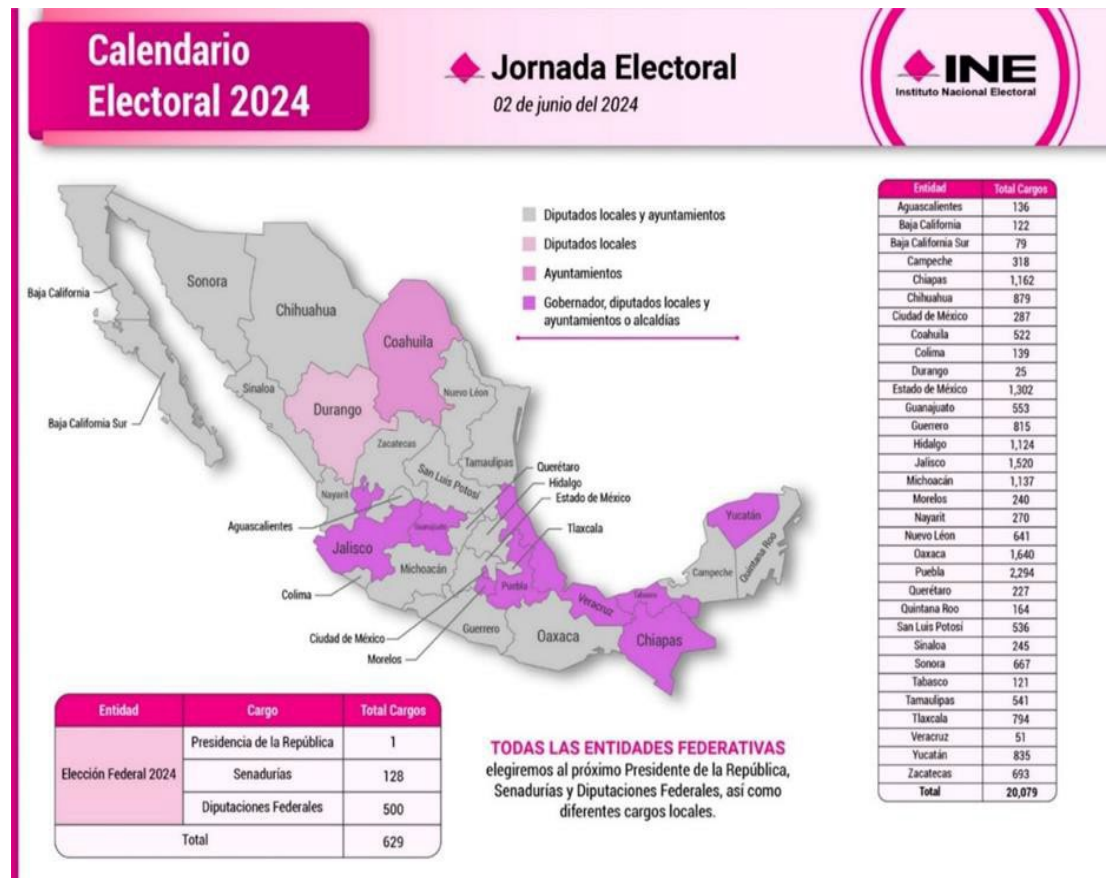 Calendario
Electoral 2024
Jornada Electoral
02 de junio del 2024
INE
Instituto Nacional Electoral
Diputados locales y ayuntamientos
Diputados locales
Ayuntamientos
Gobernador, diputados locales y
ayuntamientos o alcaldías
Baja California
Sonora
Chihuahua
Coahuila
Baja California Sur
Sinaloa
Durango
Nuevo Léon
Zacatecas
Tamaulipas
San Luis Potosí
Nayarit
Querétaro
Hidalgo
Estado de México
Tlaxcala
Aguascalientes
Guanajuato
Jalisco
Michoacán
Colima
Puebla
Veracruz
Tabasco
Yucatán
Campeche
Quintana Roo
Ciudad de México
Guerrero
Oaxaca
Chiapas
Morelos
Entidad Cargo Total Cargos
Elección Federal 2024
Presidencia de la República 1
Senadurías 128
Diputaciones Federales 500
Total 629
TODAS LAS ENTIDADES FEDERATIVAS
elegiremos al próximo Presidente de la República,
Senadurías y Diputaciones Federales, así como
diferentes cargos locales.
Entidad Total Cargos
Aguascalientes 136
Baja California 122
Baja California Sur 79
Campeche 318
Chiapas 1,162
Chihuahua 879
Ciudad de México 287
Coahuila 522
Colima 139
Durango 25
Estado de México 1,302
Guanajuato 553
Guerrero 815
Hidalgo 1,124
Jalisco 1,520
Michoacán 1,137
Morelos 240
Nayarit 270
Nuevo Léon 641
Oaxaca 1,640
Puebla 2,294
Querétaro 227
Quintana Roo 164
San Luis Potosí 536
Sinaloa 245
Sonora 667
Tabasco 121
Tamaulipas 541
Tlaxcala 794
Veracruz 51
Yucatán 835
Zacatecas 693
Total 20,079